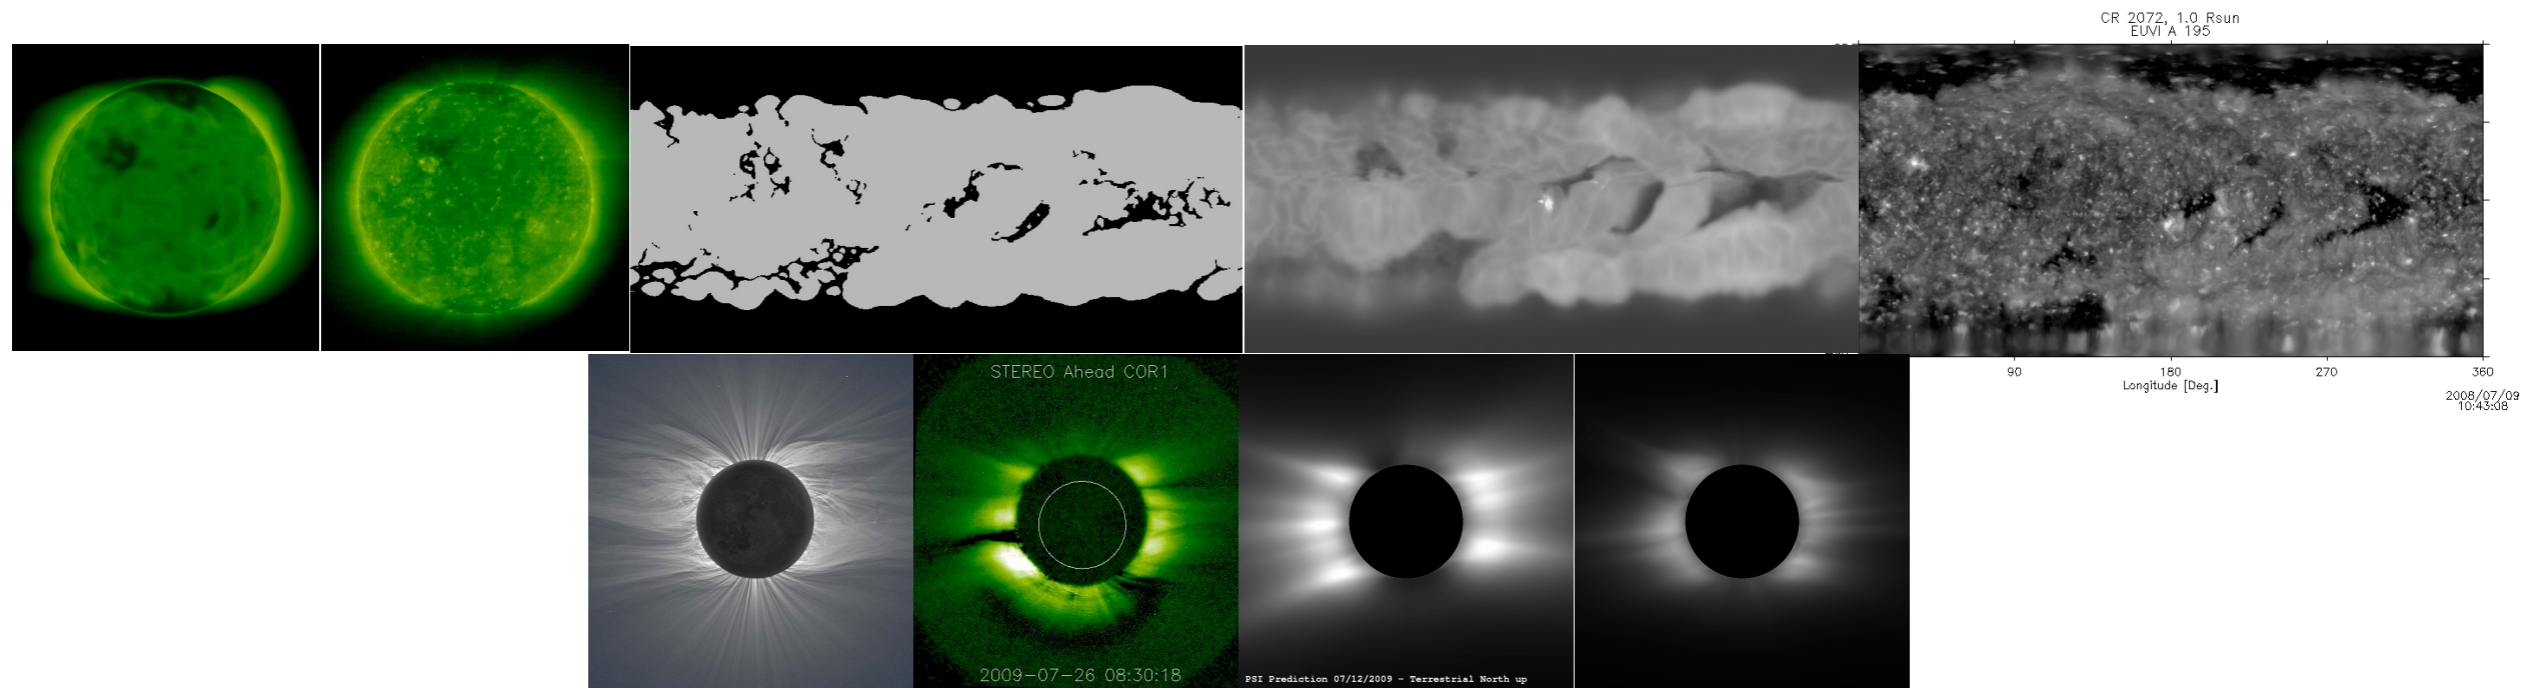 CR 2072, 1.0 Rsun
EUVI A 195
90
180
270
360
Longitude [Deg.]
2008/07/09
10:43:08
STEREO Ahead COR1
2009-07-26 08:30:18
PSI Prediction 07/12/2009 - Terrestrial North up